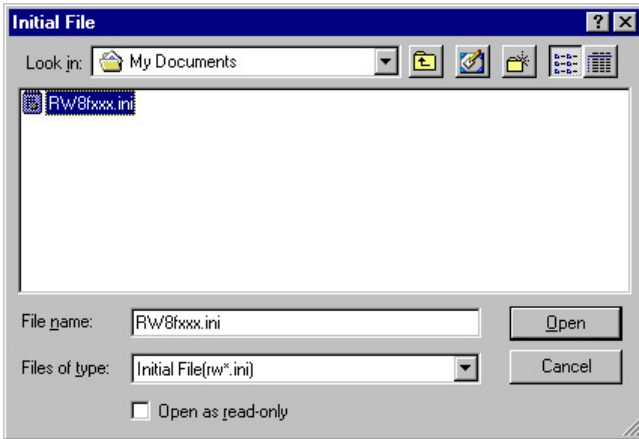 Initial File
Look in: My Documents
RW8fxxx.ini
File name: RW8fxxx.ini Open
Files of type: Initial File(rw*.ini) Cancel
Open as read-only